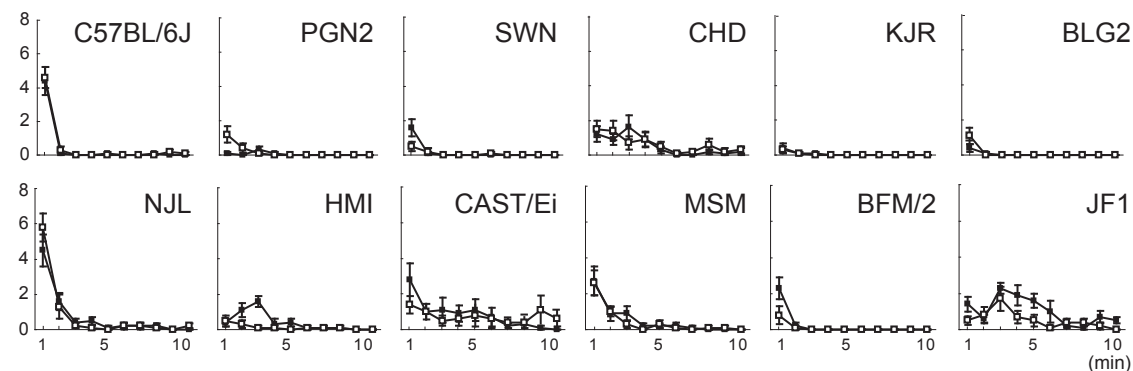 8 C57BL/6J PGN2 SWN CHD KJR BLG2
6
4
2
0
8 NJL HMI CAST/Ei MSM BFM/2 JF1
6
4
2
0
1 5 10 1 5 10 1 5 10 1 5 10 1 5 10 1 5 10
(min)